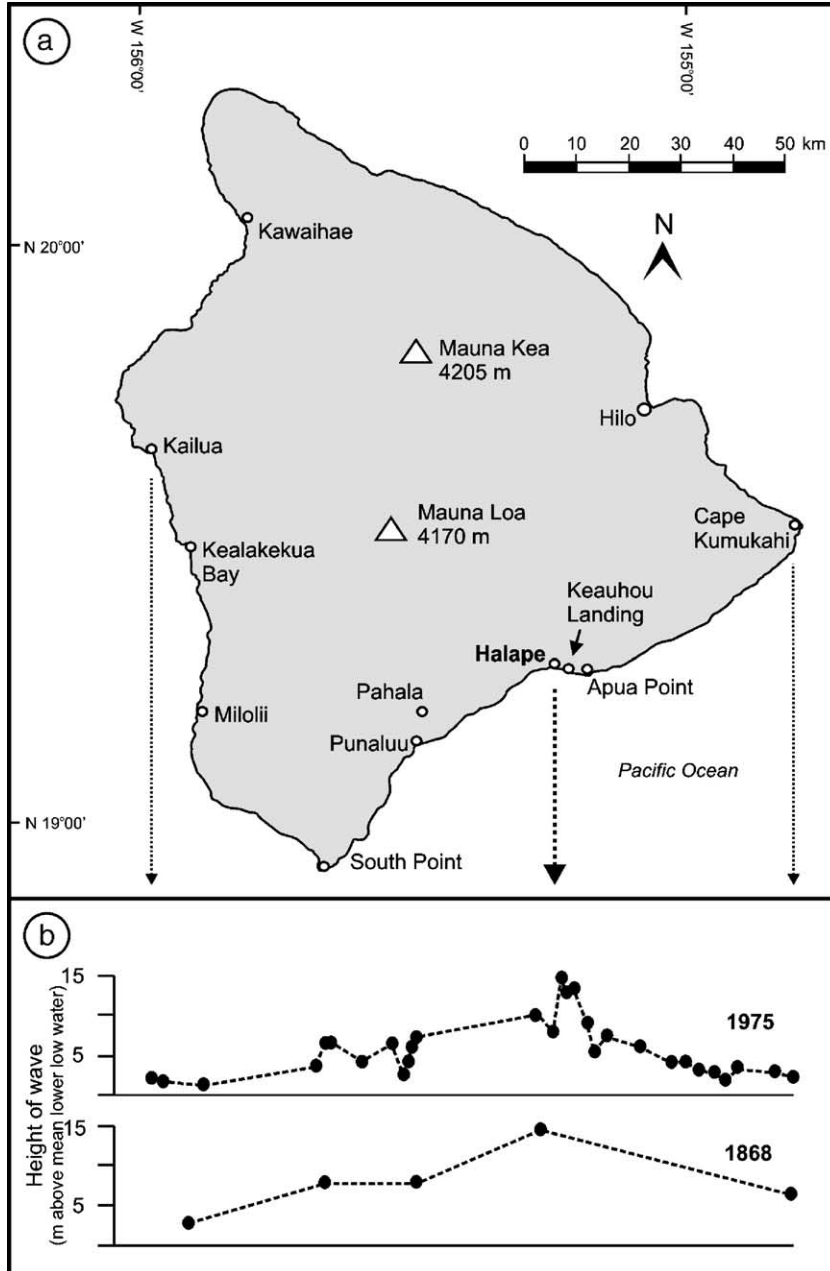 a
W 156°00'
W 155°00'
0 10 20 30 40 50 km
N
Kawaihae
N 20°00'
Mauna Kea
4205 m
Hilo
Kailua
Mauna Loa
4170 m
Cape
Kumukahi
Kealakekua
Bay
Keauhou
Landing
Halape
Apua Point
Pahala
Milolii
Punaluu
Pacific Ocean
N 19°00'
South Point
b
Height of wave
(m above mean lower low water)
15
5
1975
15
5
1868